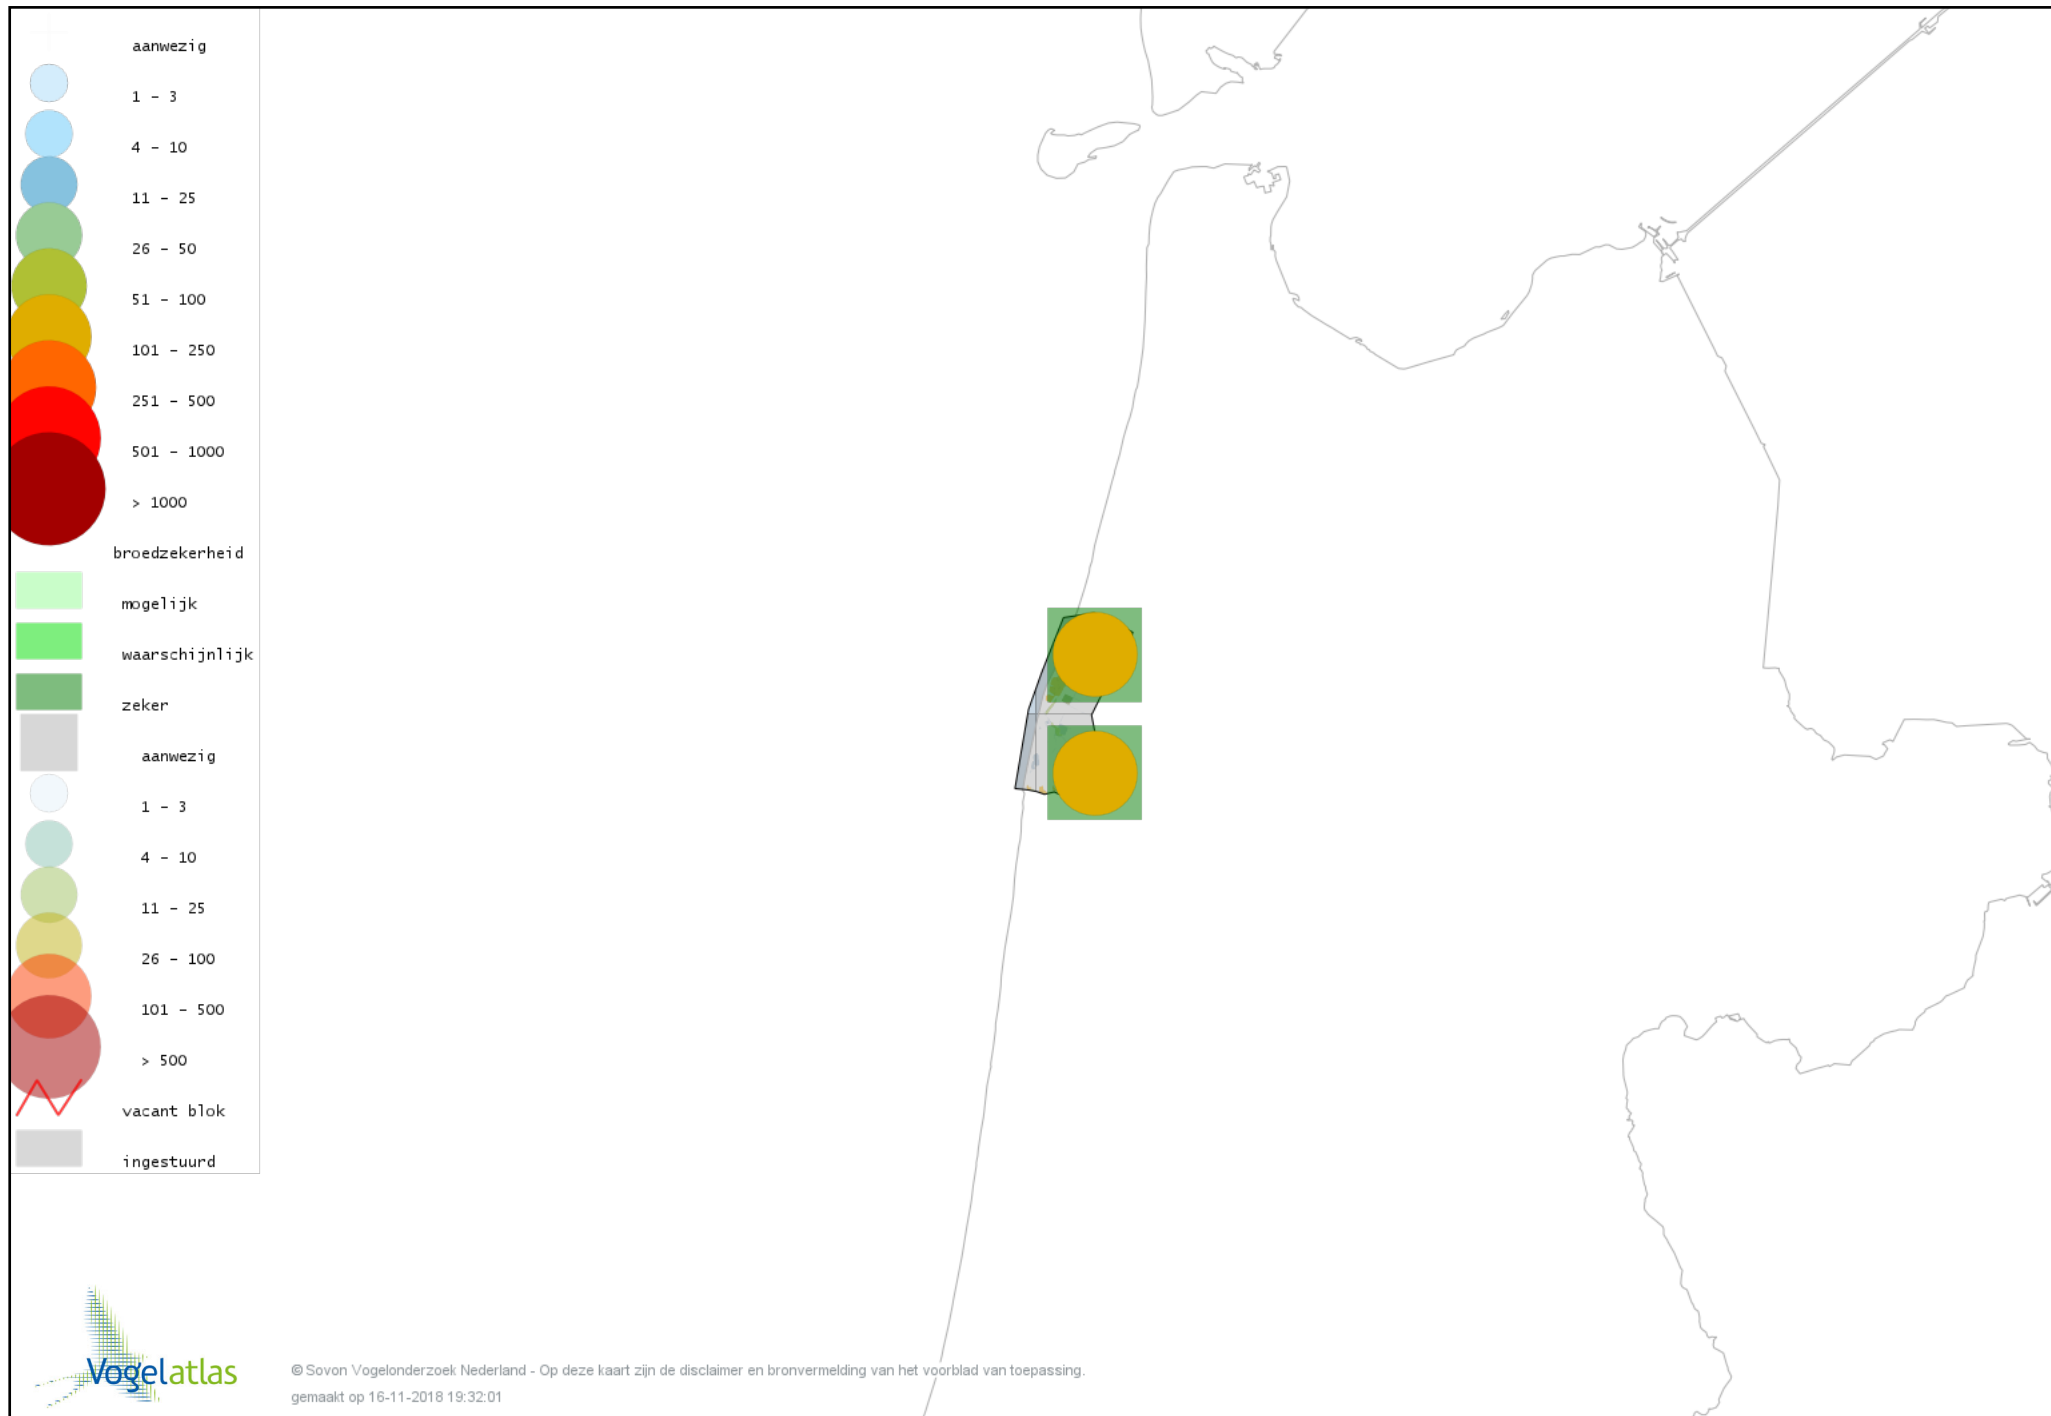 aanwezig
1 - 3
4 - 10
11 - 25
26 - 50
51 - 100
101 - 250
251 - 500
501 - 1000
> 1000
broedzekerheid
mogelijk
waarschijnlijk
zeker
aanwezig
1 - 3
4 - 10
11 - 25
26 - 100
101 - 500
> 500
vacant blok
ingestuurd
Vogelatlas
© Sovon Vogelonderzoek Nederland - Op deze kaart zijn de disclaimer en bronvermelding van het voorblad van toepassing.
gemaakt op 16-11-2018 19:32:01